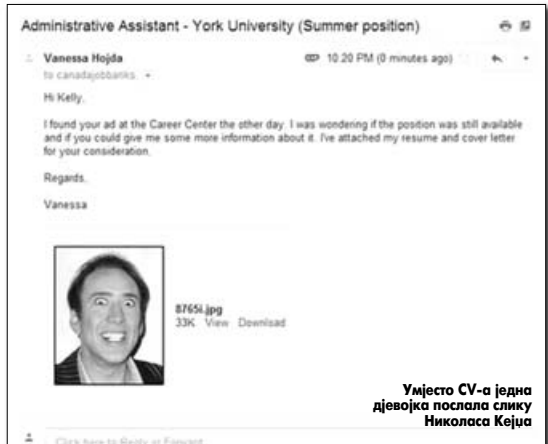 Administrative Assistant - York University (Summer position)
Vanessa Hojda
10:20 PM (0 minutes ago)
to canadajobbanks.
Hi Kelly,
I found your ad at the Career Center the other day. I was wondering if the position was still available
and if you could give me some more information about it. I've attached my resume and cover letter
for your consideration.
Regards,
Vanessa
8765i.jpg
33K View Download
Умјесто CV-а једна
дјевојка послала слику
Николаса Кејџа
Click here to Reply or Forward